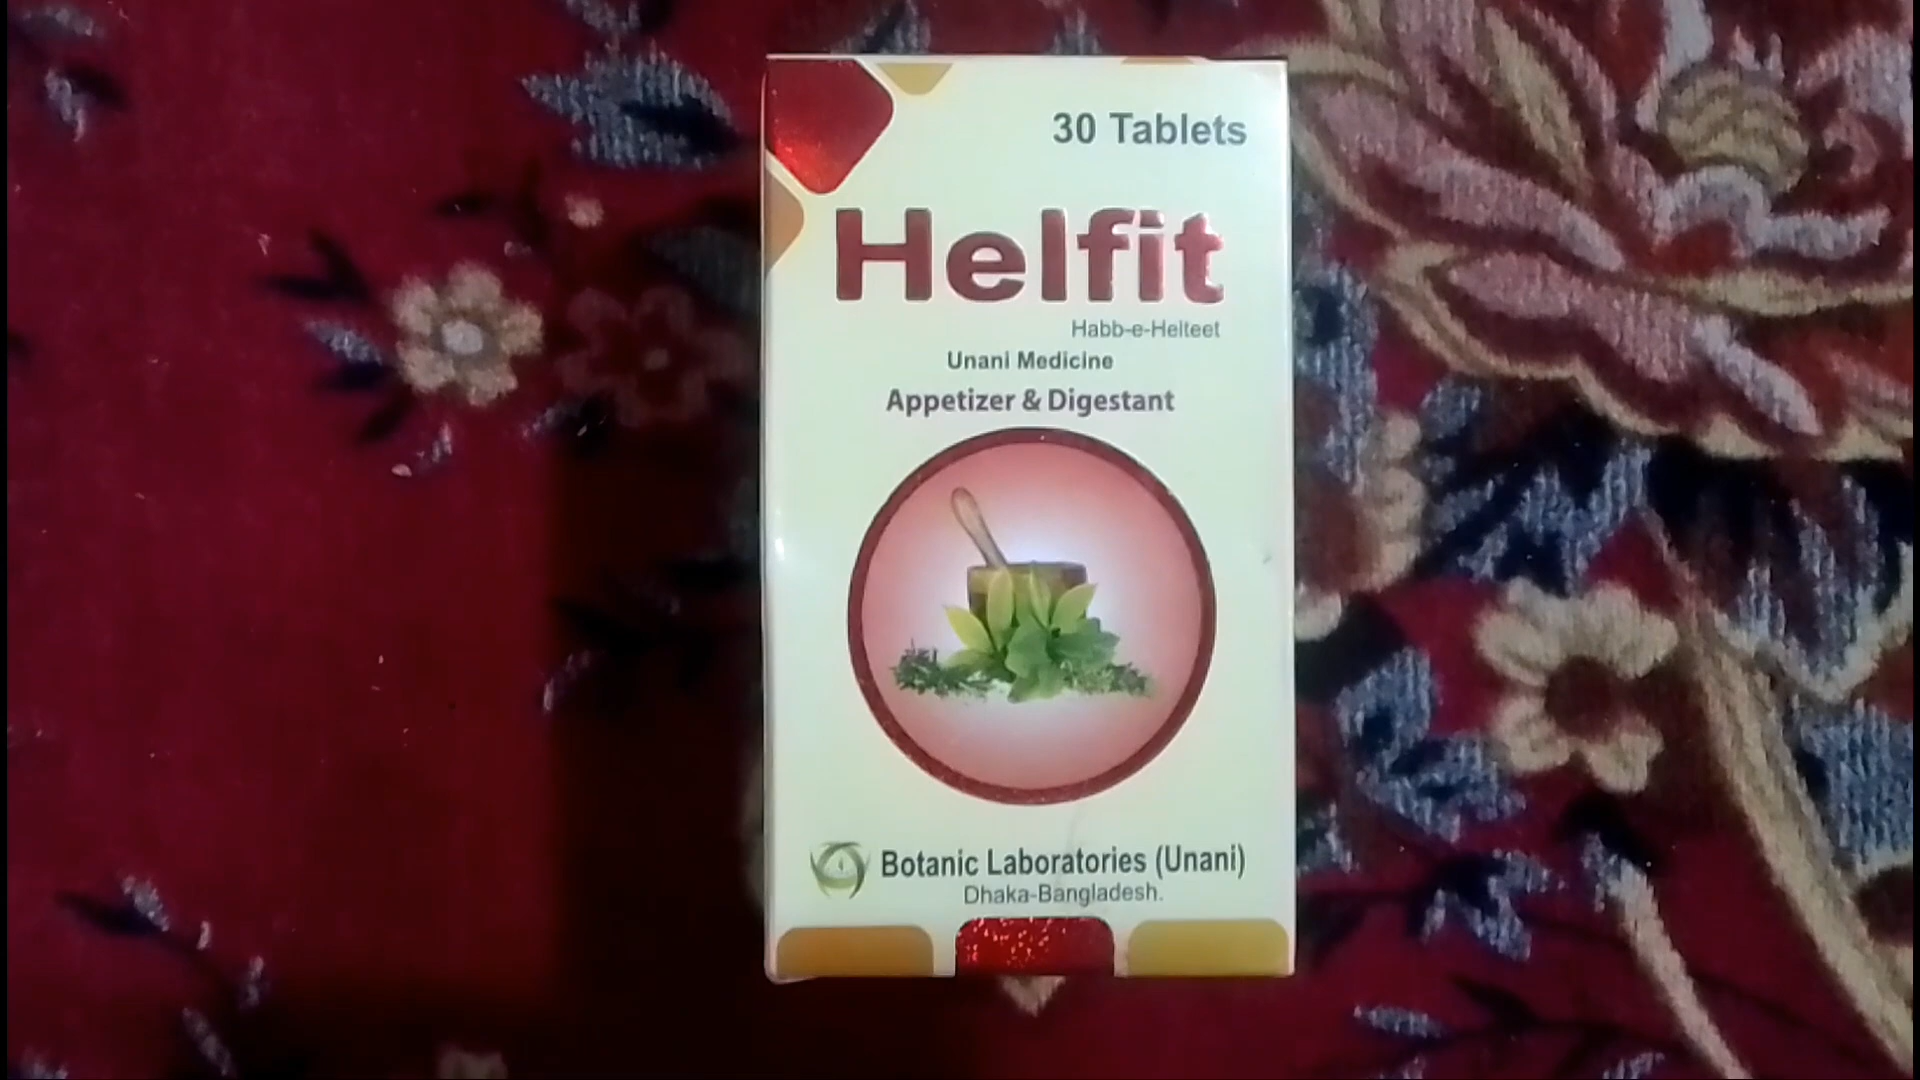 30 Tablets
Helfit
Habb-e-Helteet
Unani Medicine
Appetizer & Digestant
Botanic Laboratories (Unani)
Dhaka-Bangladesh.